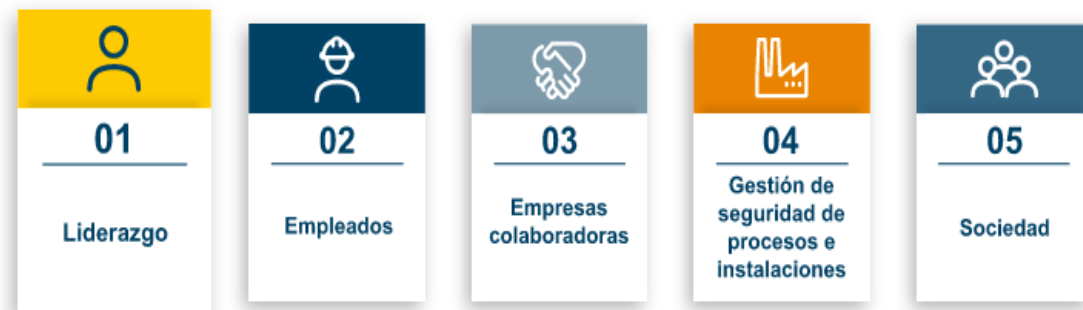 01
Liderazgo
02
Empleados
03
Empresas
colaboradoras
04
Gestión de
seguridad de
procesos e
instalaciones
05
Sociedad